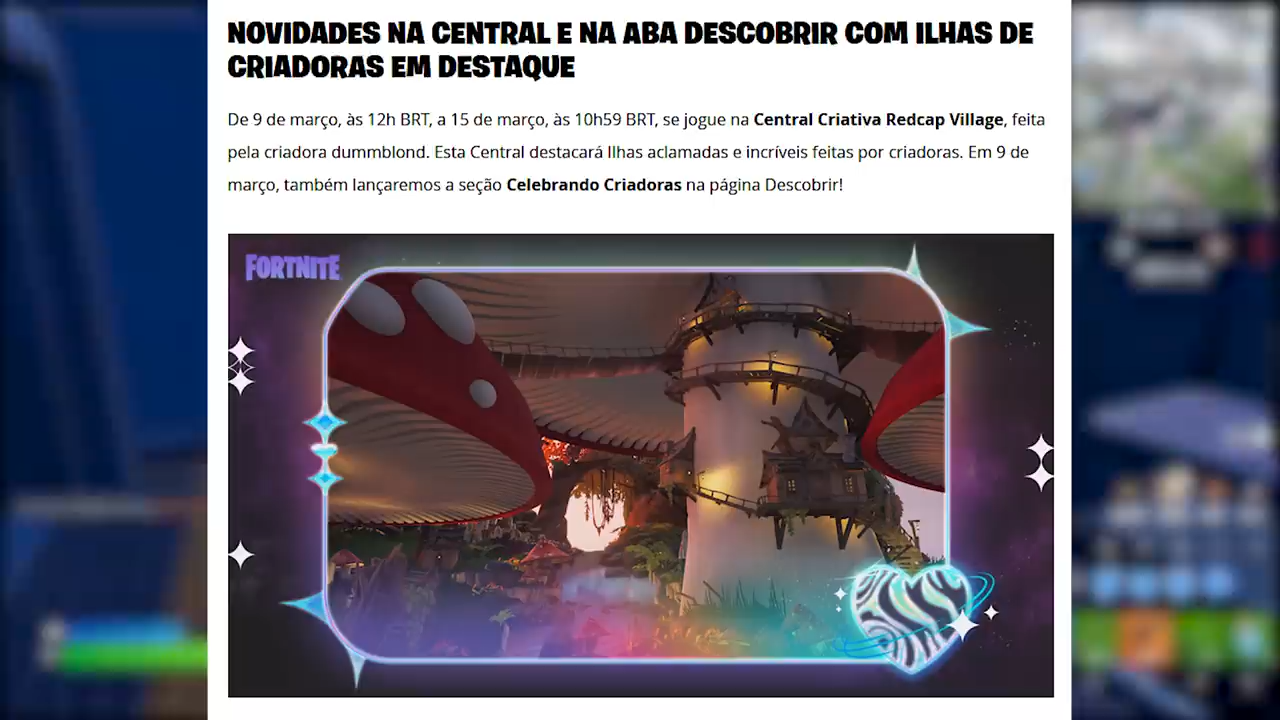 NOVIDADES NA CENTRAL E NA ABA DESCOBRIR COM ILHAS DE
CRIADORAS EM DESTAQUE
De 9 de março, às 12h BRT, a 15 de março, às 10h59 BRT, se jogue na Central Criativa Redcap Village, feita
pela criadora dummblond. Esta Central destacará Ilhas aclamadas e incríveis feitas por criadoras. Em 9 de
março, também lançaremos a seção Celebrando Criadoras na página Descobrir!
FORTNITE